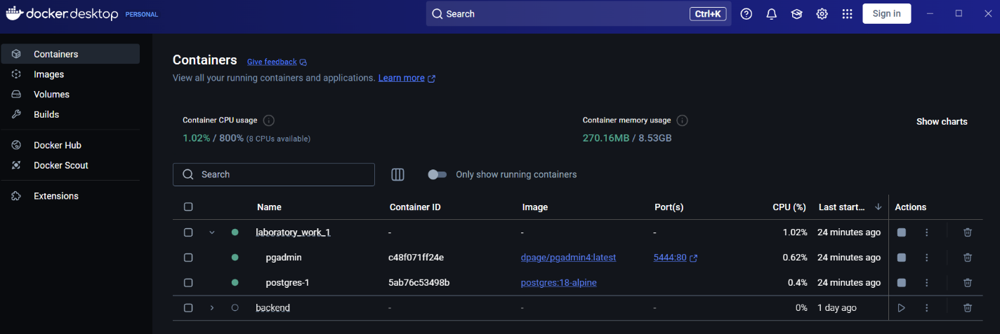 docker.desktop PERSONAL Search Ctrl+K Sign in
Containers
Images
Volumes
Builds
Docker Hub
Docker Scout
Extensions
Containers Give feedback
View all your running containers and applications. Learn more
Container CPU usage
1.02% / 800% (8 CPUs available)
Container memory usage
270.16MB / 8.53GB
Show charts
Search Only show running containers
Name Container ID Image Port(s) CPU (%) Last start... Actions
laboratory_work_1 - - - 1.02% 24 minutes ago
pgadmin c48f071ff24e dpage/pgadmin4:latest 5444:80 0.62% 24 minutes ago
postgres-1 5ab76c53498b postgres:18-alpine 0.4% 24 minutes ago
backend - - - 0% 1 day ago